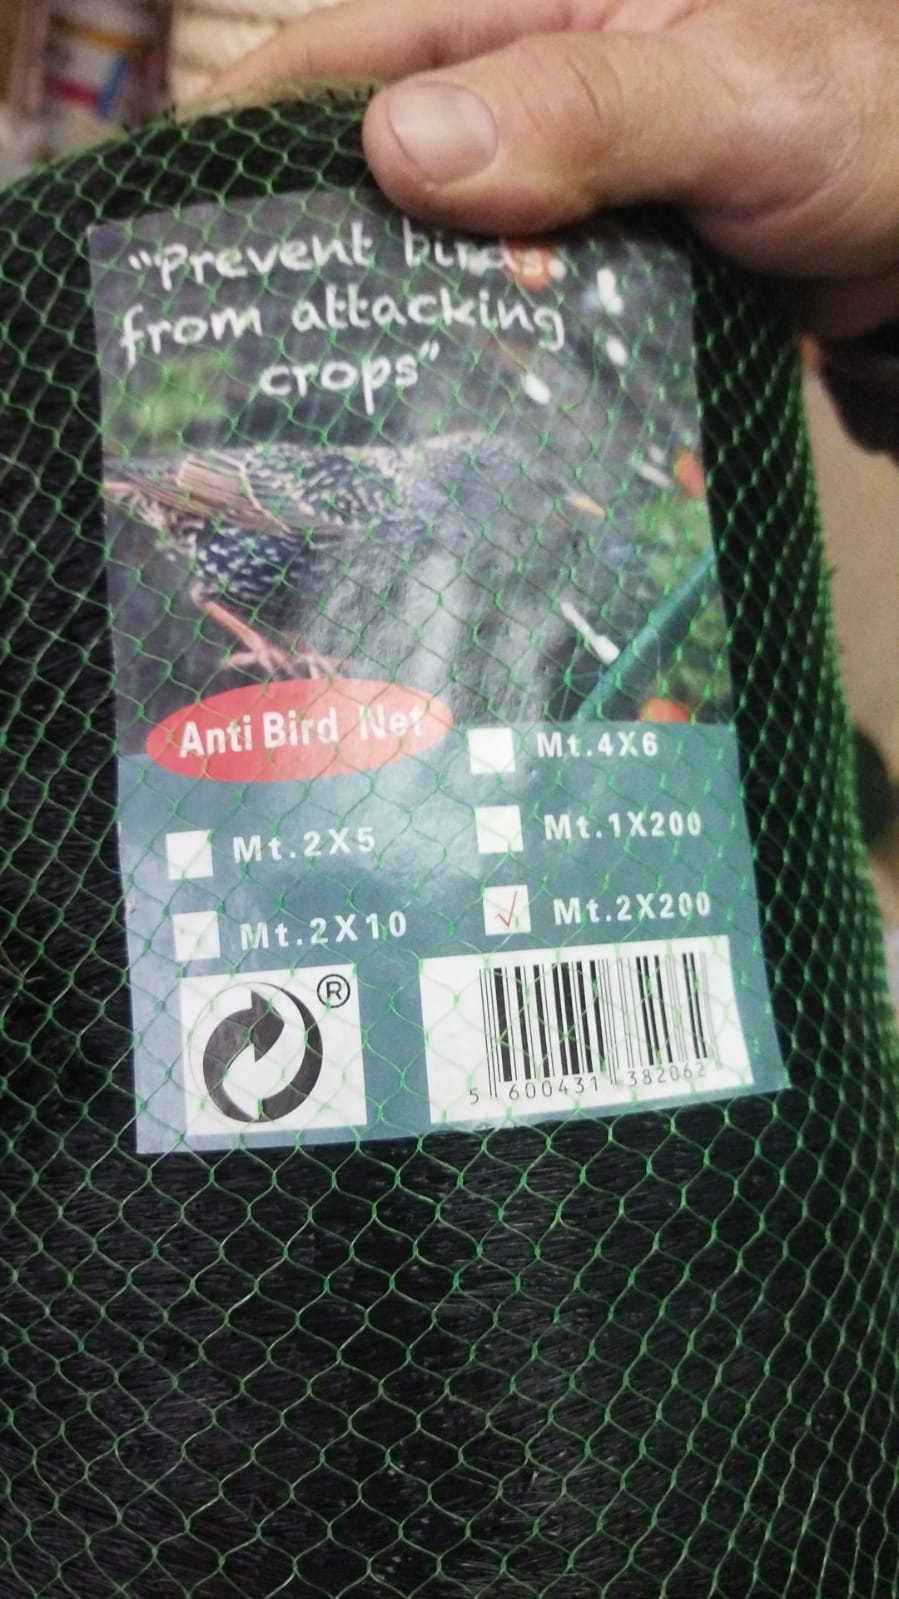 "Prevent birds
from attacking
crops"
Anti Bird Net
Mt.4X6
Mt.2X5
Mt.1X200
Mt.2X10
Mt.2X200
®
5 600431 382062